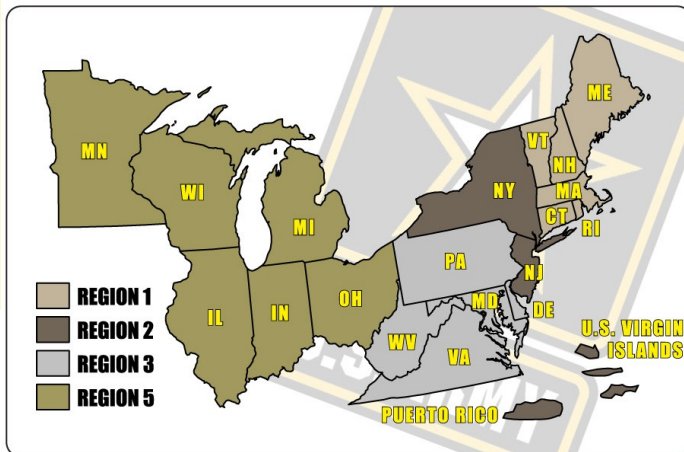 ME
VT
NH
MN
NY
MA
WI
CT
RI
MI
PA
NJ
OH
MD
DE
IL
IN
WV
VA
U.S. VIRGIN
ISLANDS
PUERTO RICO
REGION 1
REGION 2
REGION 3
REGION 5
U.S. ARMY